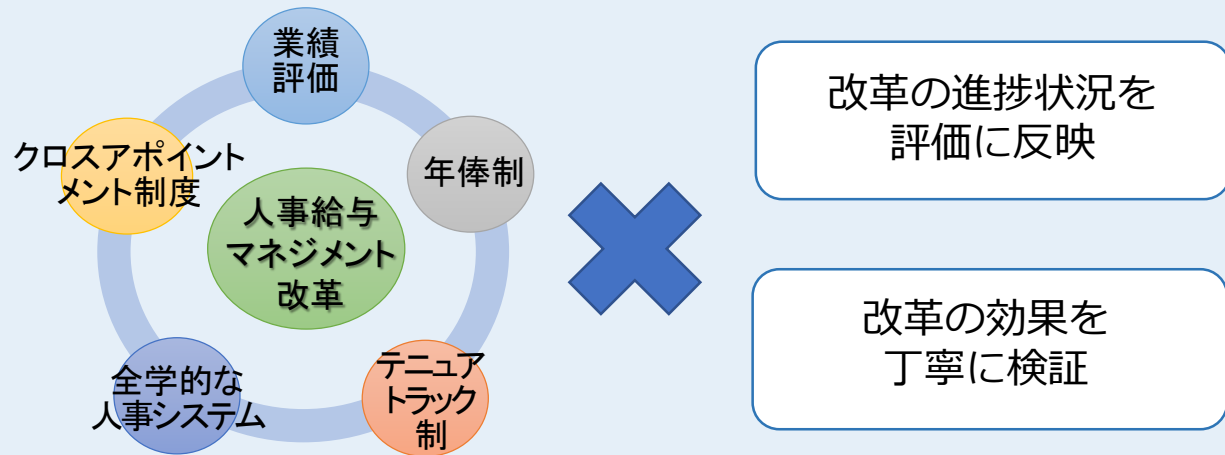 業績
評価
クロスアポイント
メント制度
年俸制
人事給与
マネジメント
改革
全学的な
人事システム
テニュア
トラック
制
改革の進捗状況を
評価に反映
改革の効果を
丁寧に検証